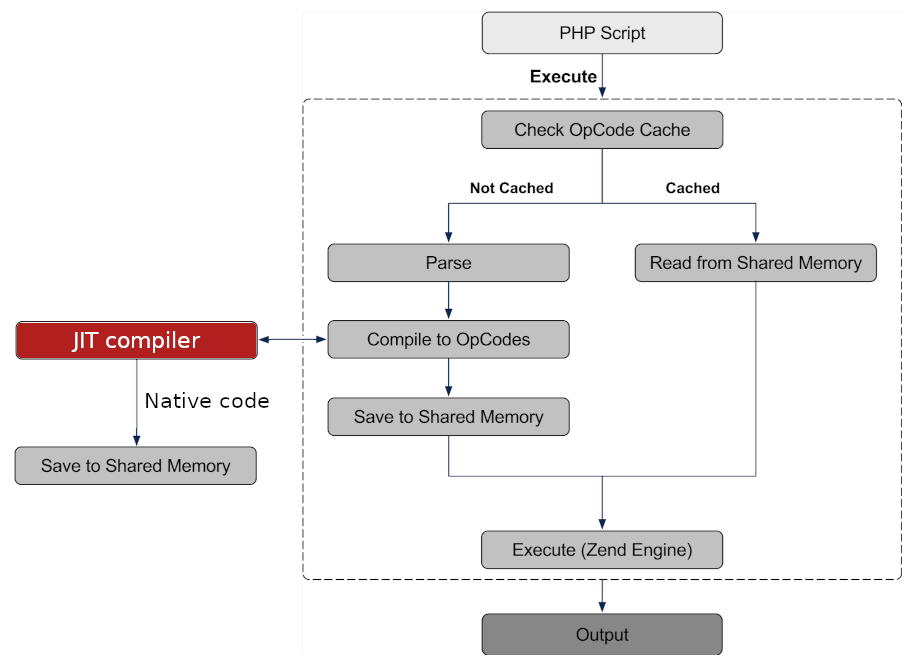 PHP Script
Execute
Check OpCode Cache
Not Cached
Cached
Parse
Read from Shared Memory
JIT compiler
Compile to OpCodes
Native code
Save to Shared Memory
Save to Shared Memory
Execute (Zend Engine)
Output